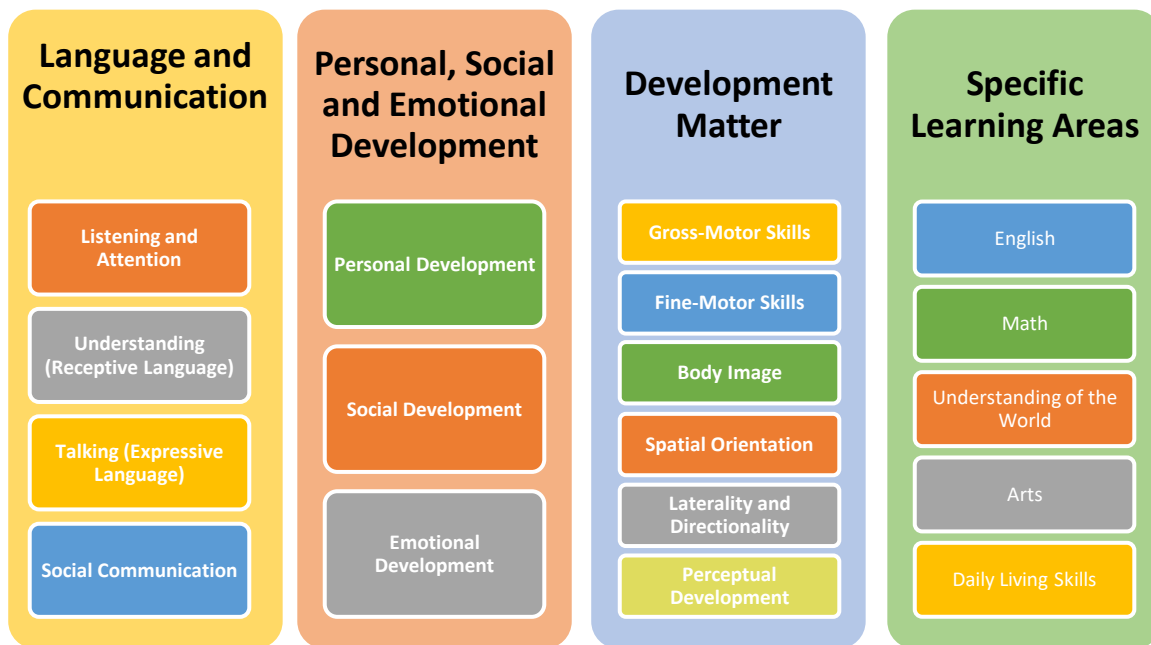 Language and
Communication
Listening and
Attention
Understanding
(Receptive Language)
Talking (Expressive
Language)
Social Communication
Personal, Social
and Emotional
Development
Personal Development
Social Development
Emotional
Development
Development
Matter
Gross-Motor Skills
Fine-Motor Skills
Body Image
Spatial Orientation
Laterality and
Directionality
Perceptual
Development
Specific
Learning Areas
English
Math
Understanding of the
World
Arts
Daily Living Skills